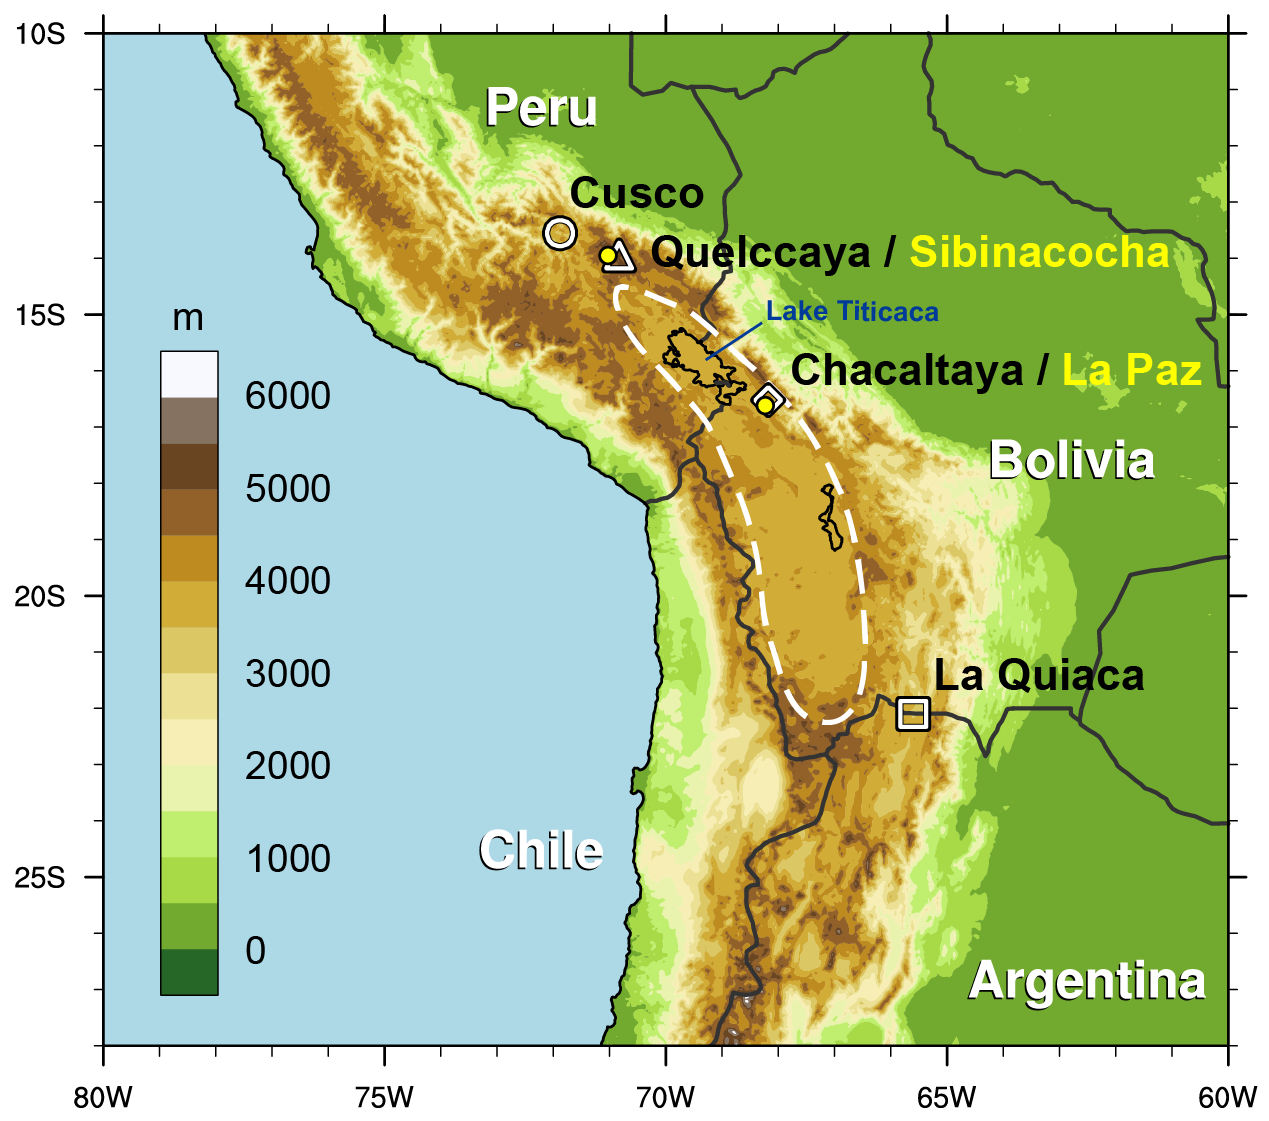 10S
Peru
Cusco
Quelccaya / Sibinacocha
15S
m
Lake Titicaca
Chacaltaya / La Paz
6000
Bolivia
5000
4000
20S
3000
La Quiaca
2000
Chile
1000
25S
0
Argentina
80W 75W 70W 65W 60W